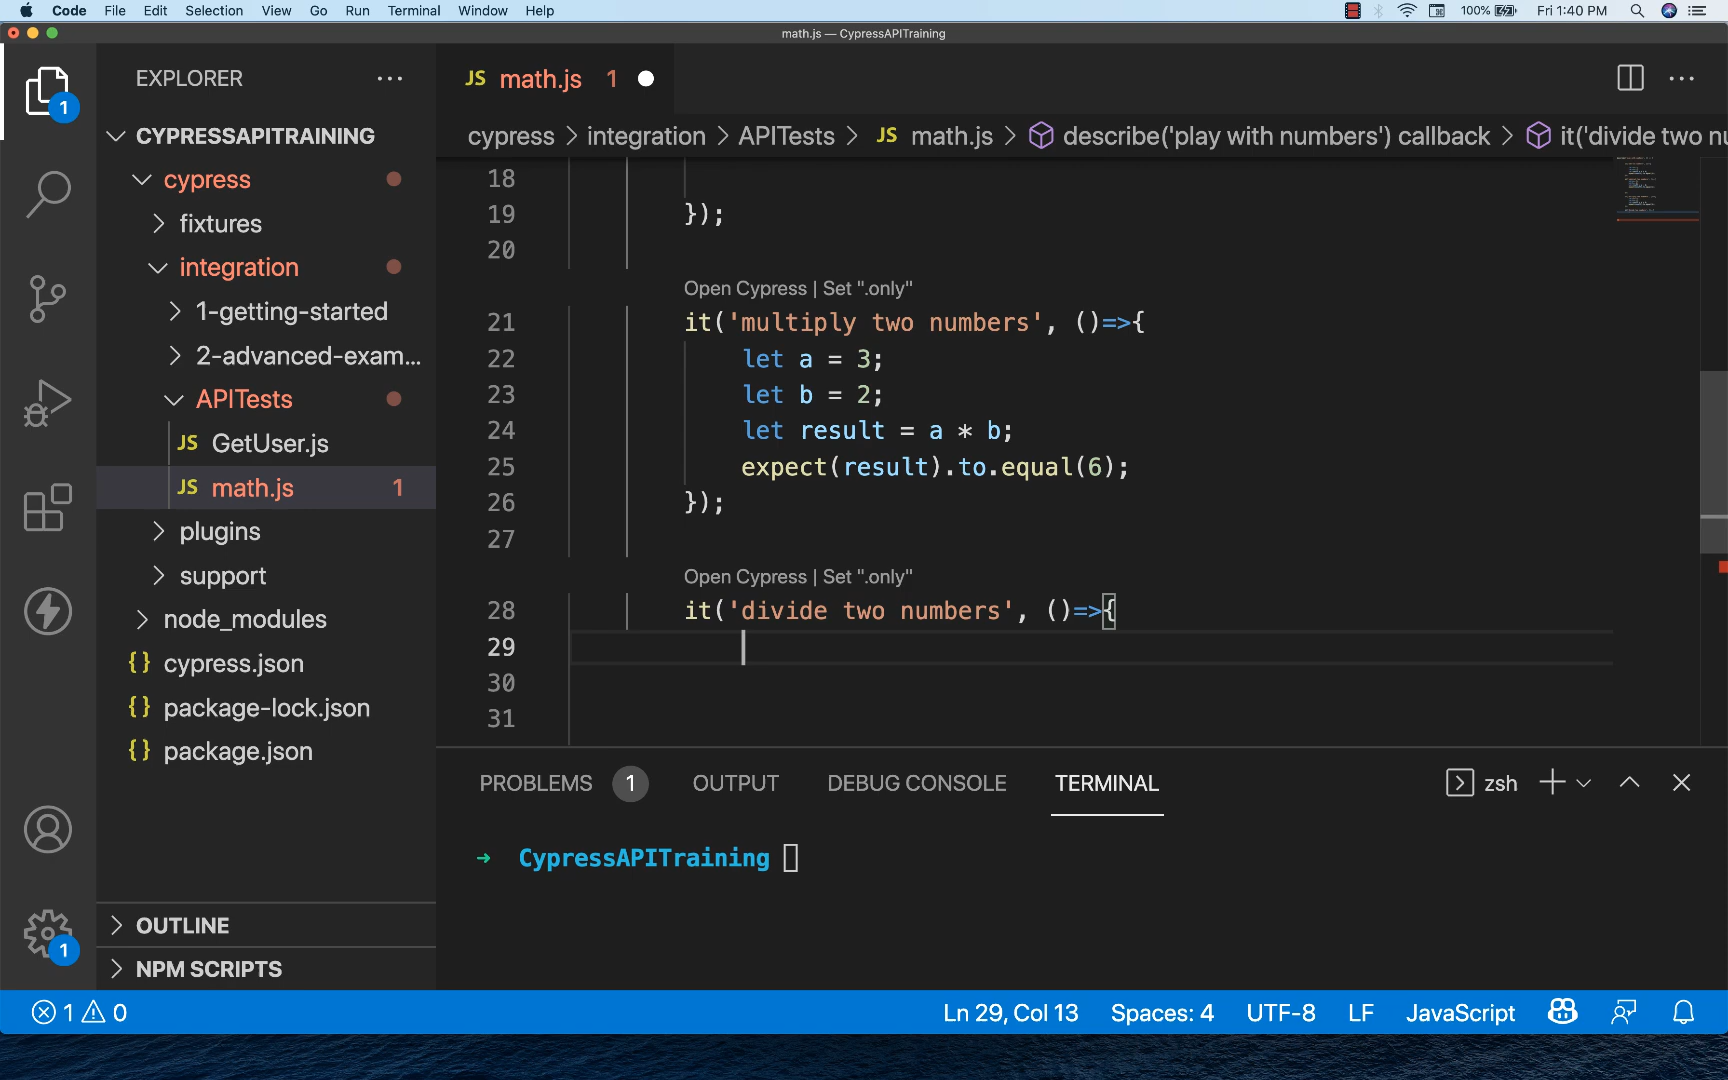 Code File Edit Selection View Go Run Terminal Window Help 100% Fri 1:40 PM
math.js — CypressAPITraining
EXPLORER
1
CYPRESSAPITRAINING
cypress
fixtures
integration
1-getting-started
2-advanced-exam...
APITests
JS GetUser.js
JS math.js 1
plugins
support
node_modules
{} cypress.json
{} package-lock.json
{} package.json
OUTLINE
NPM SCRIPTS
1
JS math.js 1
cypress > integration > APITests > JS math.js > describe('play with numbers') callback > it('divide two nu
18
19 });
20
Open Cypress | Set ".only"
21 it('multiply two numbers', ()=>{
22 let a = 3;
23 let b = 2;
24 let result = a * b;
25 expect(result).to.equal(6);
26 });
27
Open Cypress | Set ".only"
28 it('divide two numbers', ()=>{
29
30
31
PROBLEMS 1 OUTPUT DEBUG CONSOLE TERMINAL zsh
→ CypressAPITraining
1 0 Ln 29, Col 13 Spaces: 4 UTF-8 LF JavaScript